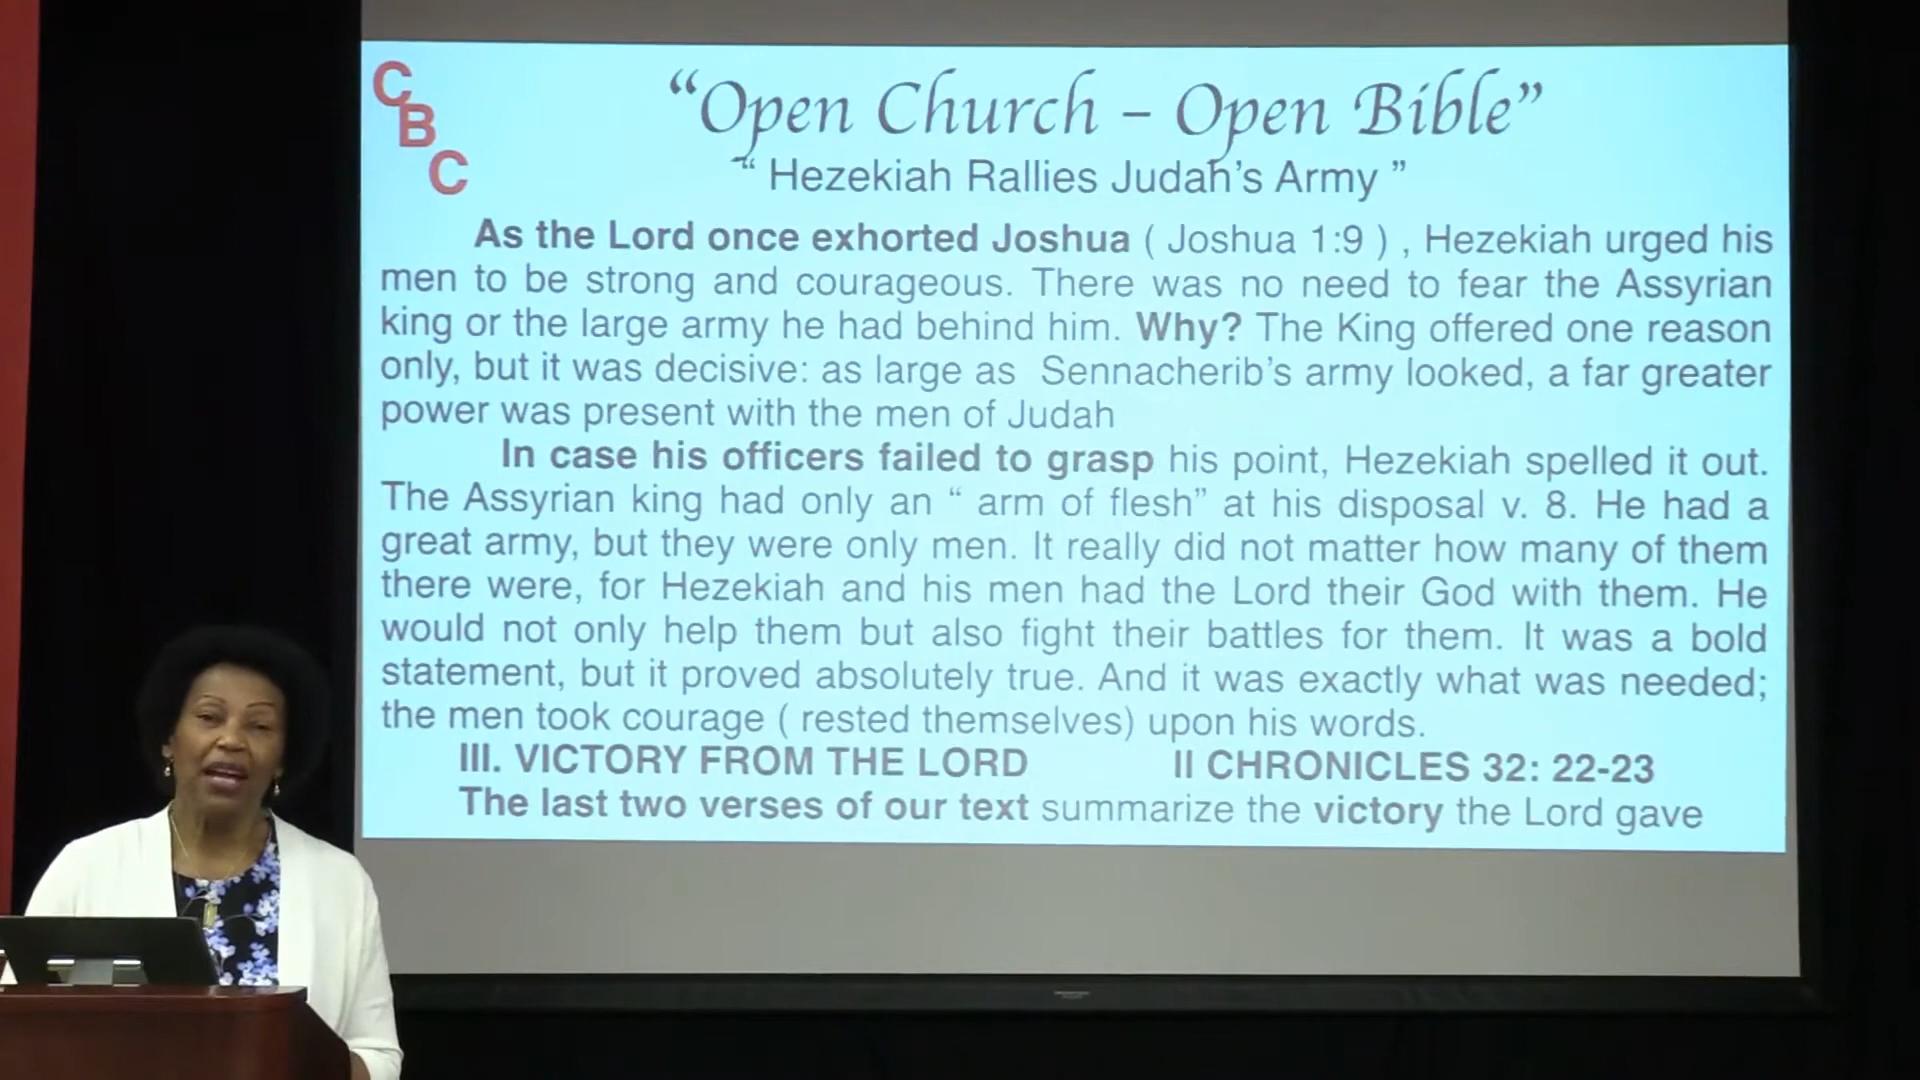 C
B
C
“Open Church – Open Bible”
“ Hezekiah Rallies Judah’s Army ”
As the Lord once exhorted Joshua ( Joshua 1:9 ) , Hezekiah urged his
men to be strong and courageous. There was no need to fear the Assyrian
king or the large army he had behind him. Why? The King offered one reason
only, but it was decisive: as large as Sennacherib’s army looked, a far greater
power was present with the men of Judah
In case his officers failed to grasp his point, Hezekiah spelled it out.
The Assyrian king had only an “ arm of flesh” at his disposal v. 8. He had a
great army, but they were only men. It really did not matter how many of them
there were, for Hezekiah and his men had the Lord their God with them. He
would not only help them but also fight their battles for them. It was a bold
statement, but it proved absolutely true. And it was exactly what was needed;
the men took courage ( rested themselves) upon his words.
III. VICTORY FROM THE LORD II CHRONICLES 32: 22-23
The last two verses of our text summarize the victory the Lord gave